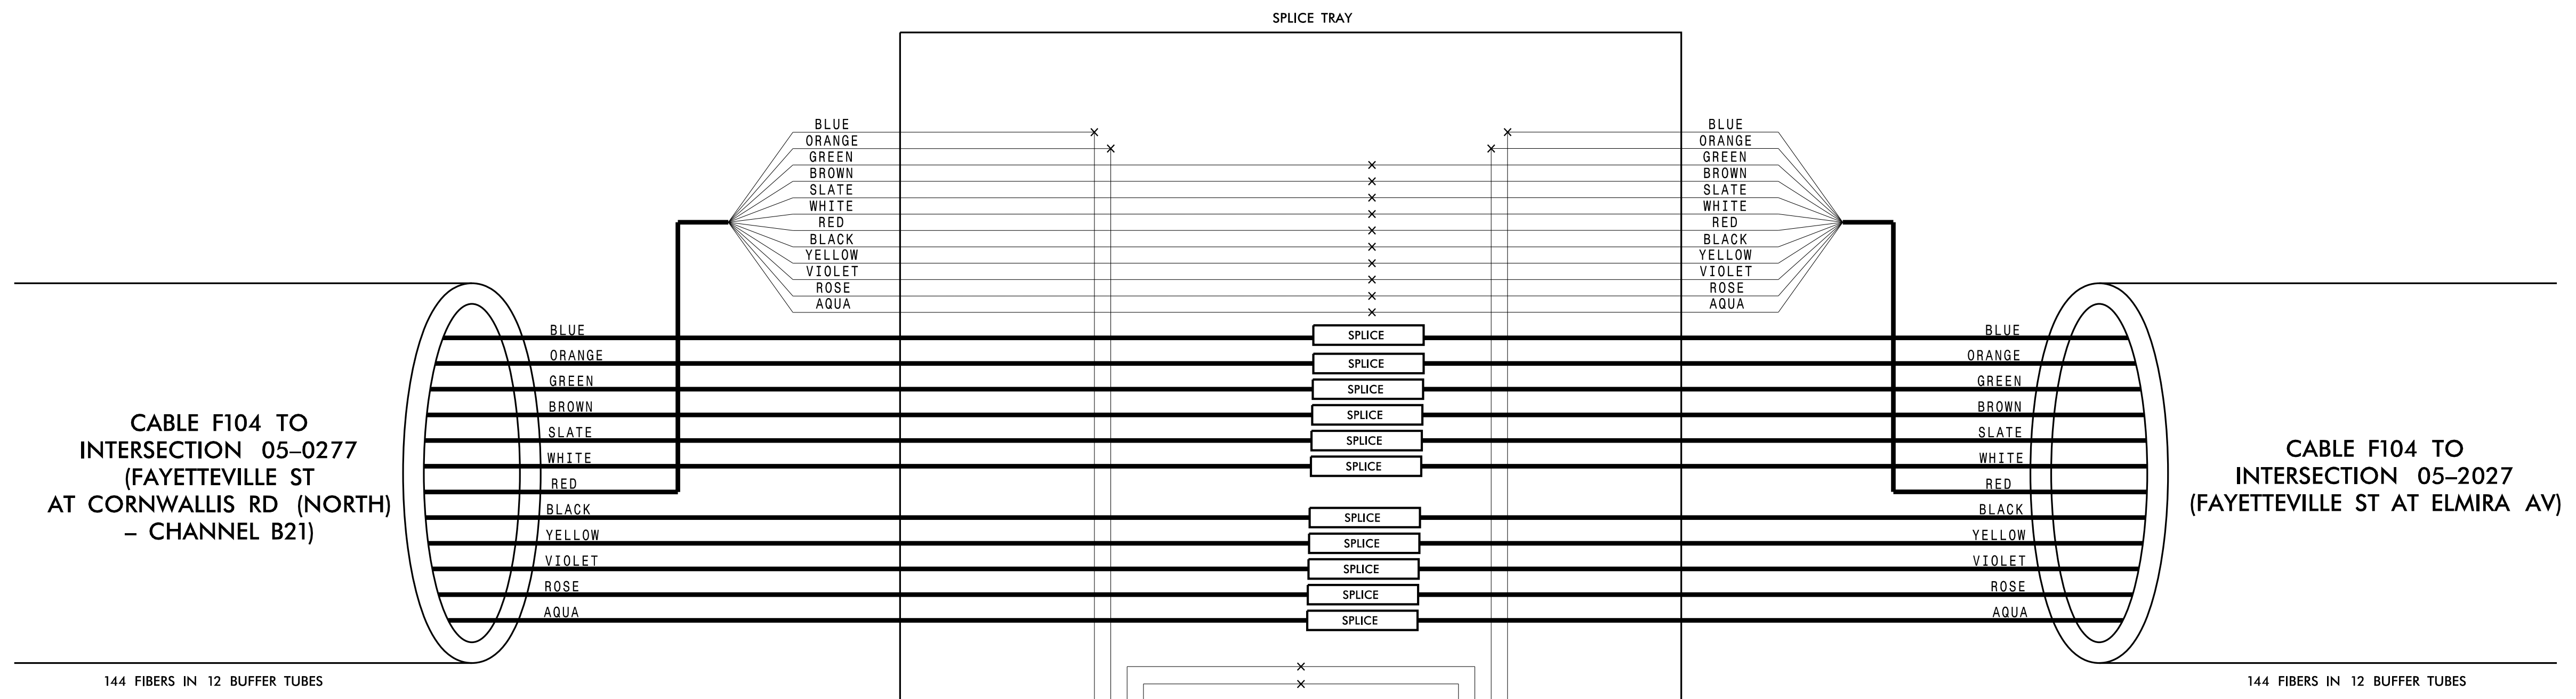 SPLICE TRAY
BLUE
ORANGE
GREEN
BROWN
SLATE
WHITE
RED
BLACK
YELLOW
VIOLET
ROSE
AQUA
BLUE
ORANGE
GREEN
BROWN
SLATE
WHITE
RED
BLACK
YELLOW
VIOLET
ROSE
AQUA
CABLE F104 TO
INTERSECTION 05-0277
(FAYETTEVILLE ST
AT CORNWALLIS RD (NORTH)
- CHANNEL B21)
144 FIBERS IN 12 BUFFER TUBES
BLUE
ORANGE
GREEN
BROWN
SLATE
WHITE
RED
BLACK
YELLOW
VIOLET
ROSE
AQUA
SPLICE
SPLICE
SPLICE
SPLICE
SPLICE
SPLICE
SPLICE
SPLICE
SPLICE
SPLICE
SPLICE
BLUE
ORANGE
GREEN
BROWN
SLATE
WHITE
RED
BLACK
YELLOW
VIOLET
ROSE
AQUA
CABLE F104 TO
INTERSECTION 05-2027
(FAYETTEVILLE ST AT ELMIRA AV)
144 FIBERS IN 12 BUFFER TUBES